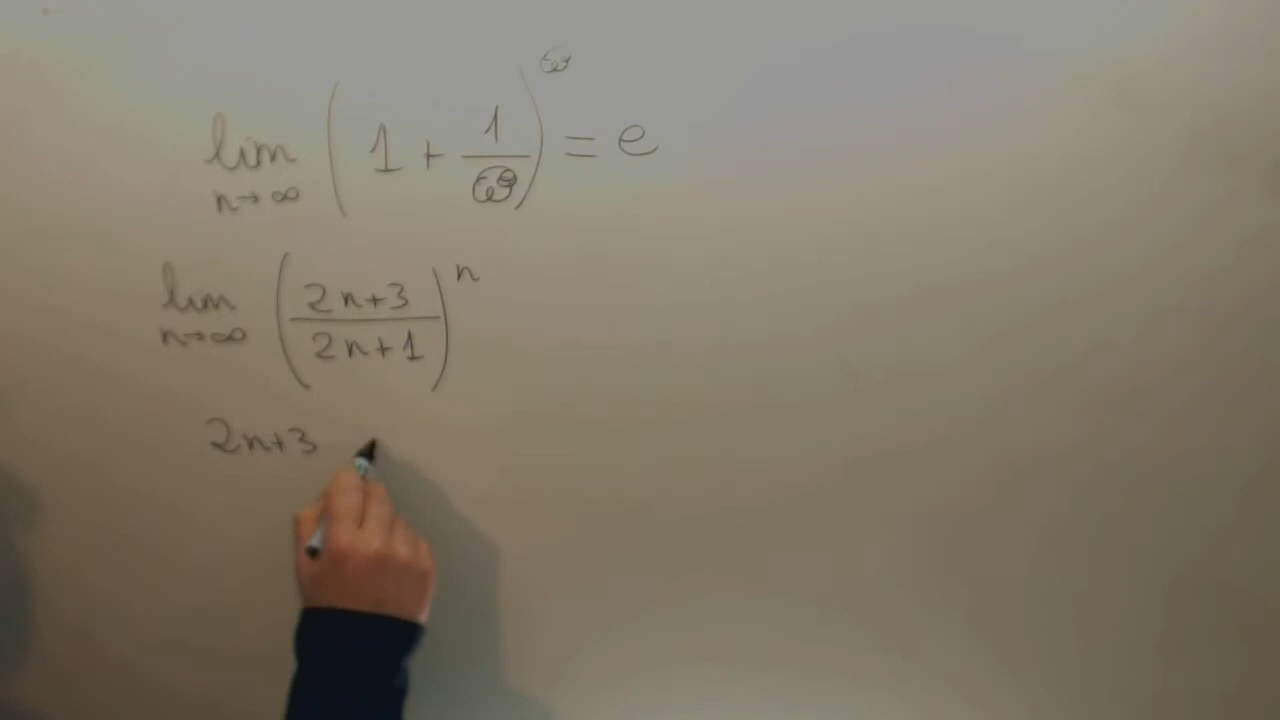 lim n→∞ ( 1 + 1/ω )^ω = e
lim n→∞ ( (2n+3)/(2n+1) )^n
2n+3